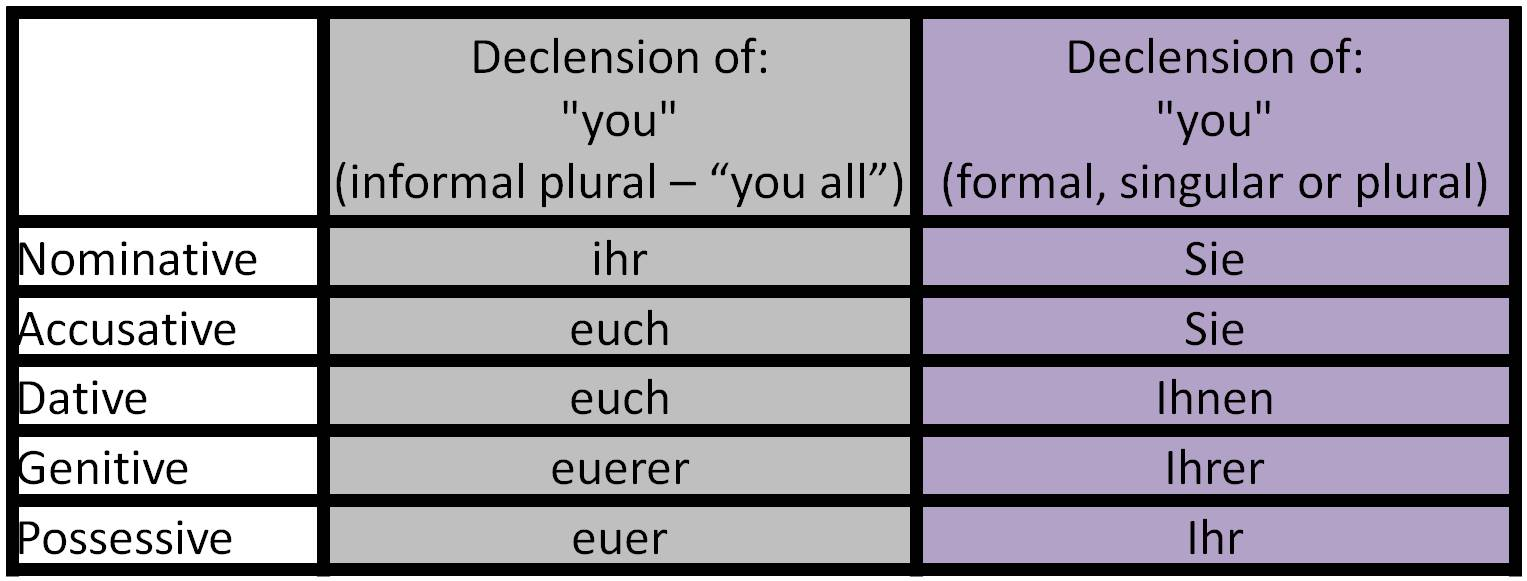 Declension of:
"you"
(informal plural – “you all”)
Declension of:
"you"
(formal, singular or plural)
Nominative ihr Sie
Accusative euch Sie
Dative euch Ihnen
Genitive euerer Ihrer
Possessive euer Ihr